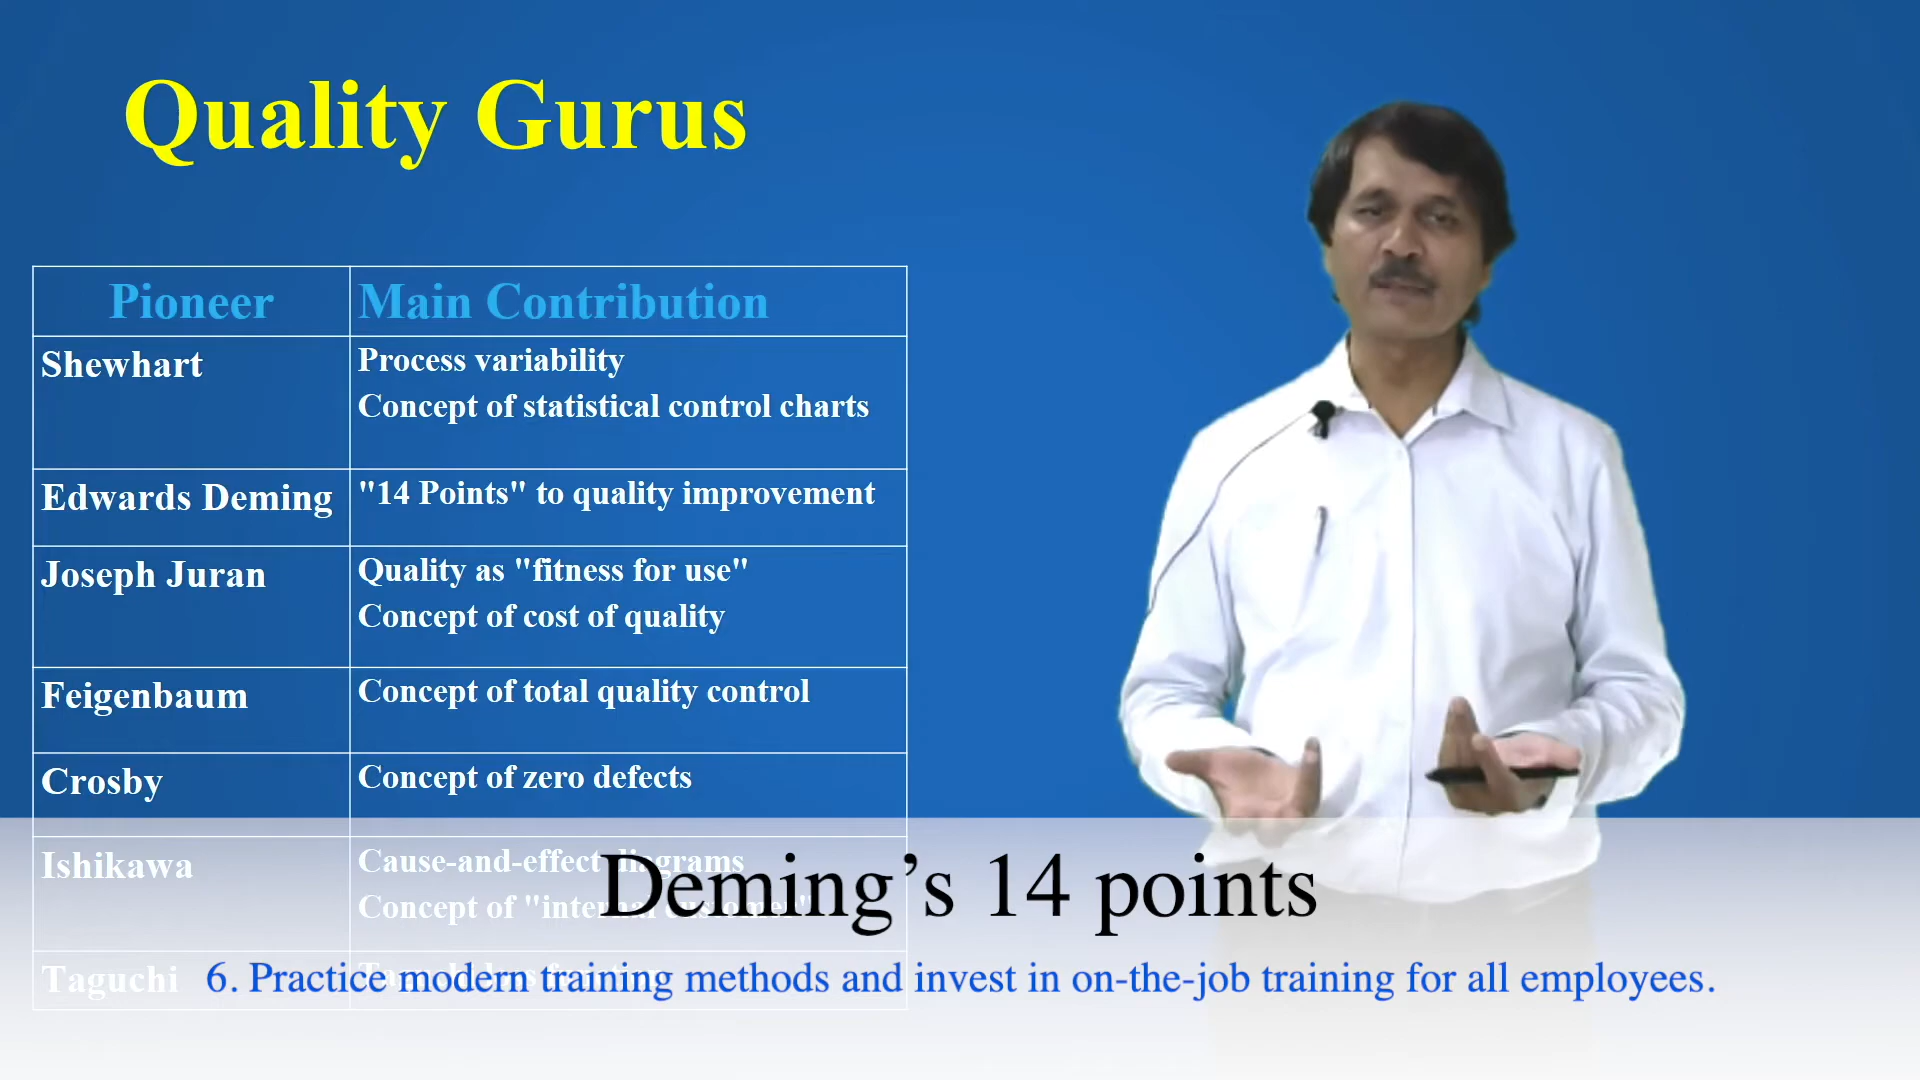 Quality Gurus
Pioneer
Main Contribution
Shewhart
Process variability
Concept of statistical control charts
Edwards Deming
"14 Points" to quality improvement
Joseph Juran
Quality as "fitness for use"
Concept of cost of quality
Feigenbaum
Concept of total quality control
Crosby
Concept of zero defects
Ishikawa
Cause-and-effect diagrams
Concept of "internal customer"
Taguchi
Deming’s 14 points
6. Practice modern training methods and invest in on-the-job training for all employees.